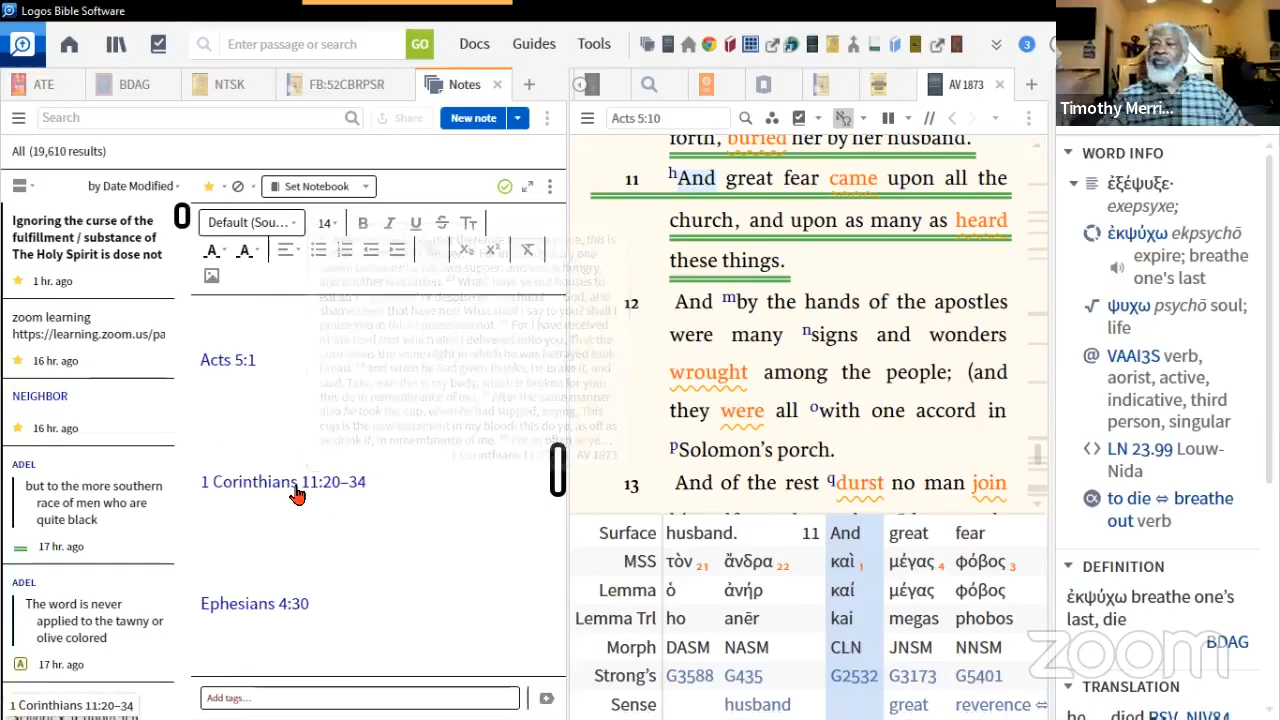 Logos Bible Software
Enter passage or search
GO
Docs
Guides
Tools
3
ATE
BDAG
NTSK
FB:52CBRPSR
Notes
AV 1873
Search
Share
New note
Acts 5:10
All (19,610 results)
by Date Modified
Set Notebook
Ignoring the curse of the
fulfillment / substance of
The Holy Spirit is dose not
1 hr. ago
zoom learning
https://learning.zoom.us/pa
16 hr. ago
NEIGHBOR
16 hr. ago
ADEL
but to the more southern
race of men who are
quite black
17 hr. ago
ADEL
The word is never
applied to the tawny or
olive colored
17 hr. ago
1 Corinthians 11:20–34
Default (Sou...
14
B I U S Tт
Acts 5:1
1 Corinthians 11:20–34
Ephesians 4:30
Add tags...
forth, buried her by her husband.
11 hAnd great fear came upon all the
church, and upon as many as heard
these things.
12 And mby the hands of the apostles
were many nsigns and wonders
wrought among the people; (and
they were all owith one accord in
pSolomon's porch.
13 And of the rest qdurst no man join
Surface husband. 11 And great fear
MSS τὸν 21 ἄνδρα 22 καὶ 1 μέγας 4 φόβος 3
Lemma ὁ ἀνήρ καί μέγας φόβος
Lemma Trl ho anēr kai megas phobos
Morph DASM NASM CLN JNSM NNSM
Strong's G3588 G435 G2532 G3173 G5401
Sense husband great reverence ⇔
Timothy Merri...
WORD INFO
ἐξέψυξε·
exepsyxe;
ἐκψύχω ekpsychō
expire; breathe
one's last
ψυχω psychō soul;
life
VAAI3S verb,
aorist, active,
indicative, third
person, singular
LN 23.99 Louw-
Nida
to die ⇔ breathe
out verb
DEFINITION
ἐκψύχω breathe one's
last, die
BDAG
zoom
TRANSLATION
he died RSV, NIV84